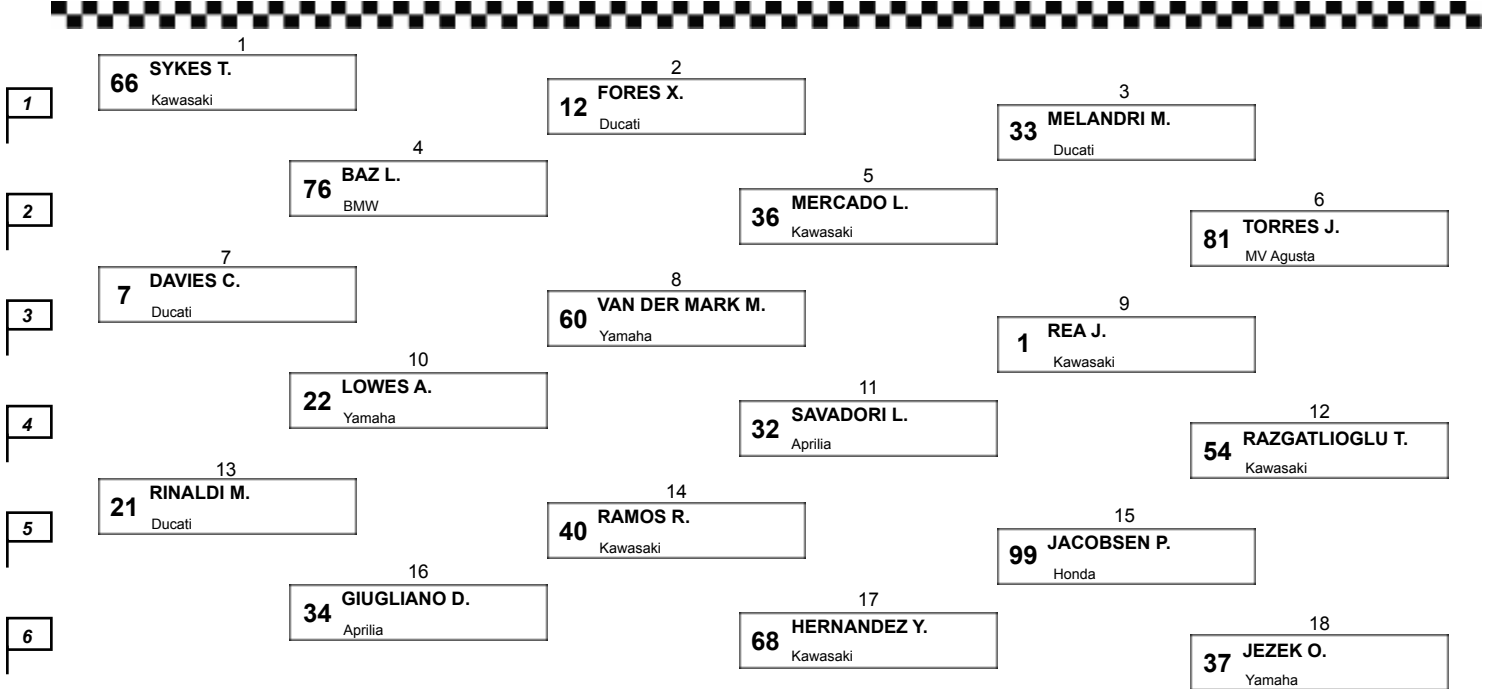 1
66 SYKES T.
Kawasaki
2
12 FORES X.
Ducati
3
33 MELANDRI M.
Ducati
1
4
76 BAZ L.
BMW
5
36 MERCADO L.
Kawasaki
6
81 TORRES J.
MV Agusta
2
7
7 DAVIES C.
Ducati
8
60 VAN DER MARK M.
Yamaha
9
1 REA J.
Kawasaki
3
10
22 LOWES A.
Yamaha
11
32 SAVADORI L.
Aprilia
12
54 RAZGATLIOGLU T.
Kawasaki
4
13
21 RINALDI M.
Ducati
14
40 RAMOS R.
Kawasaki
15
99 JACOBSEN P.
Honda
5
16
34 GIUGLIANO D.
Aprilia
17
68 HERNANDEZ Y.
Kawasaki
18
37 JEZEK O.
Yamaha
6